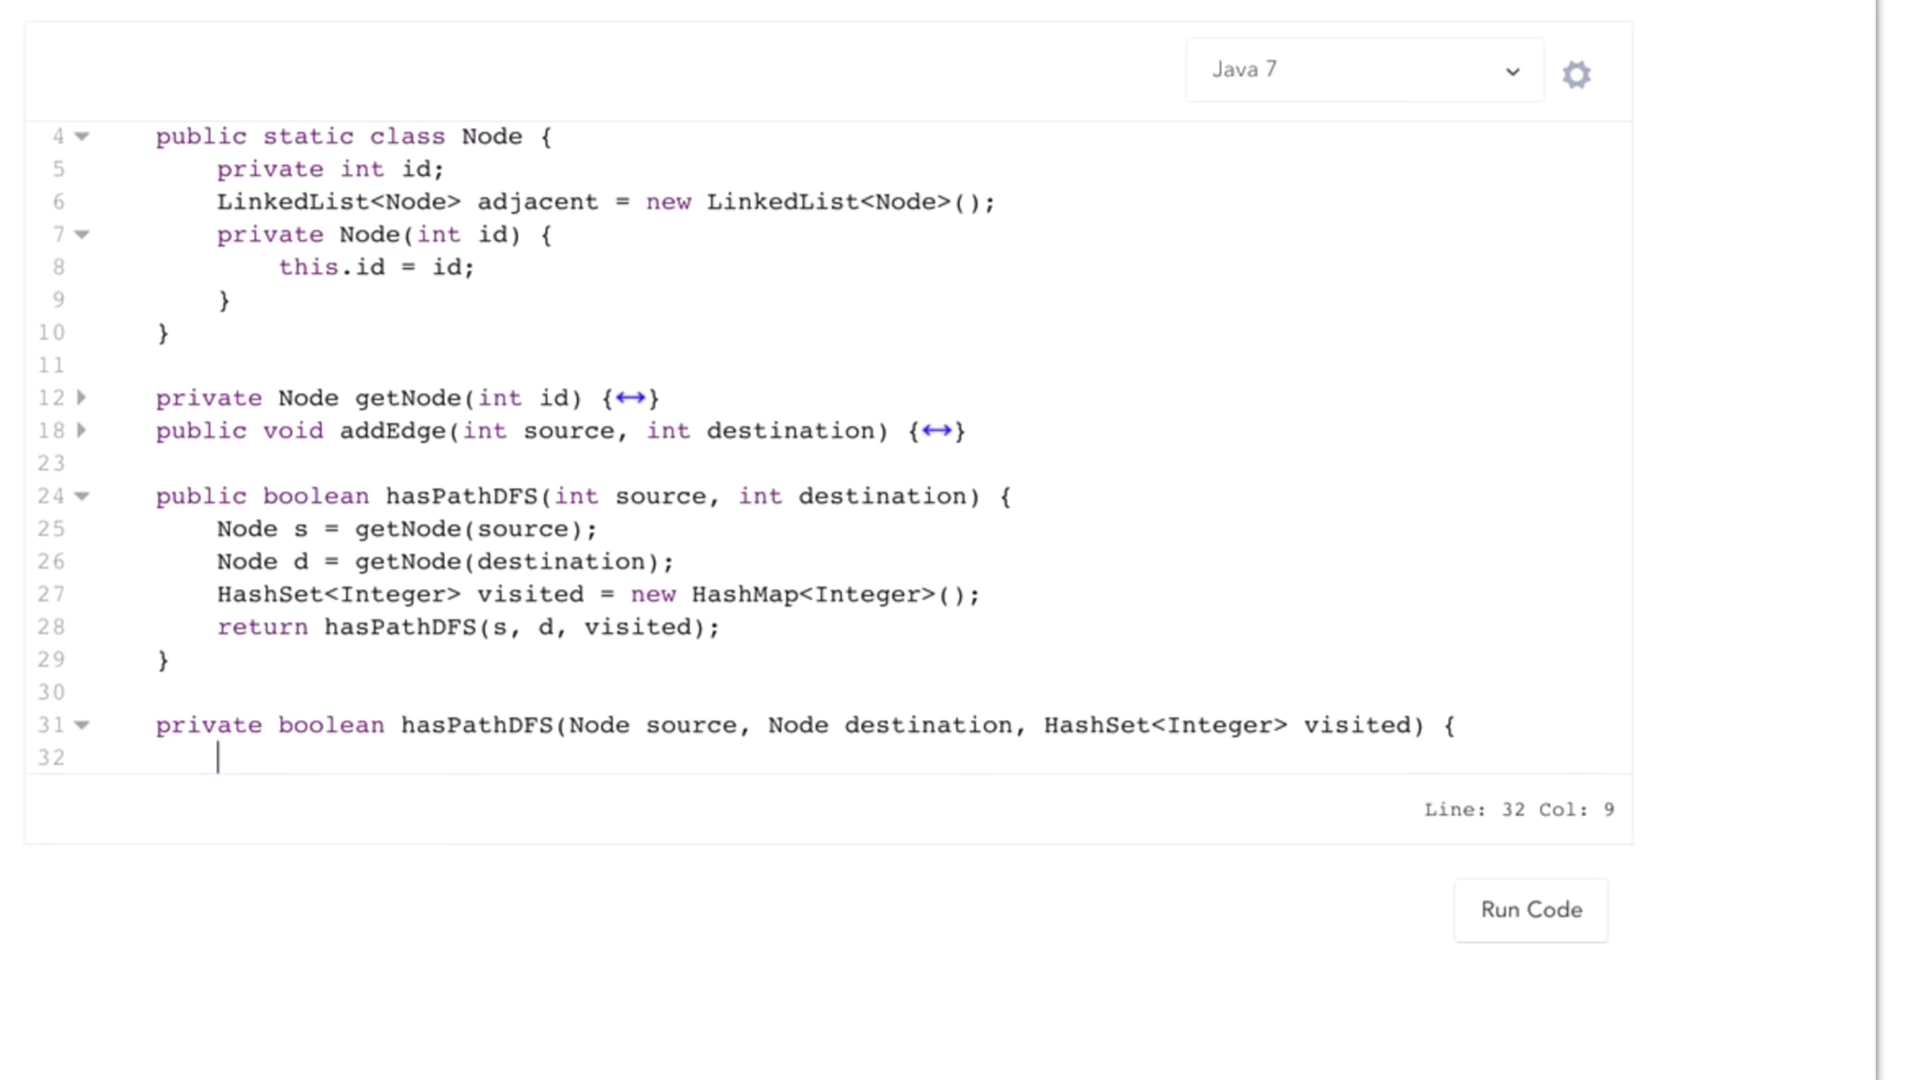 Java 7
4 public static class Node {
5 private int id;
6 LinkedList<Node> adjacent = new LinkedList<Node>();
7 private Node(int id) {
8 this.id = id;
9 }
10 }
11
12 private Node getNode(int id) {↔}
18 public void addEdge(int source, int destination) {↔}
23
24 public boolean hasPathDFS(int source, int destination) {
25 Node s = getNode(source);
26 Node d = getNode(destination);
27 HashSet<Integer> visited = new HashMap<Integer>();
28 return hasPathDFS(s, d, visited);
29 }
30
31 private boolean hasPathDFS(Node source, Node destination, HashSet<Integer> visited) {
32
Line: 32 Col: 9
Run Code